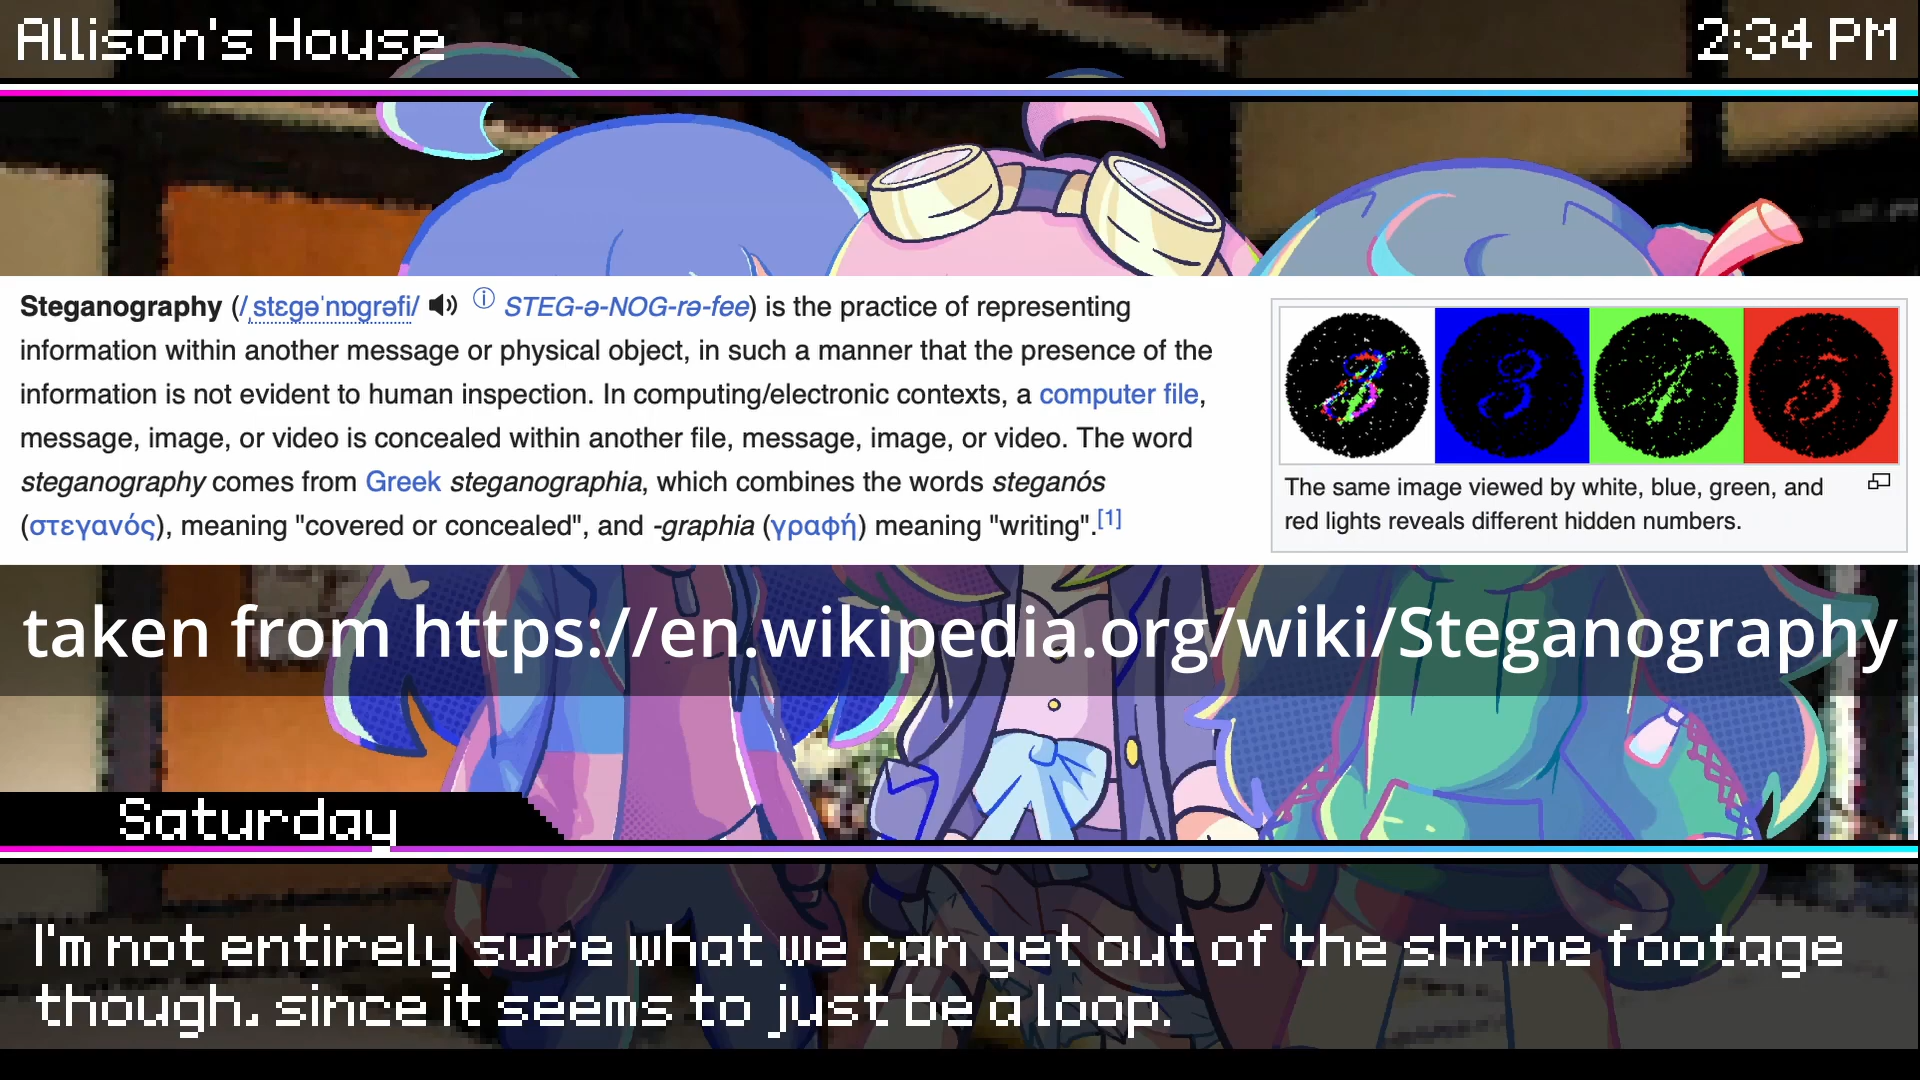 Allison's House
2:34 PM
Steganography (/ˌstɛɡəˈnɒɡrəfi/ ⓘ STEG-ə-NOG-rə-fee) is the practice of representing
information within another message or physical object, in such a manner that the presence of the
information is not evident to human inspection. In computing/electronic contexts, a computer file,
message, image, or video is concealed within another file, message, image, or video. The word
steganography comes from Greek steganographia, which combines the words steganós
(στεγανός), meaning "covered or concealed", and -graphia (γραφή) meaning "writing".[1]
The same image viewed by white, blue, green, and
red lights reveals different hidden numbers.
taken from https://en.wikipedia.org/wiki/Steganography
Saturday
I'm not entirely sure what we can get out of the shrine footage
though, since it seems to just be a loop.